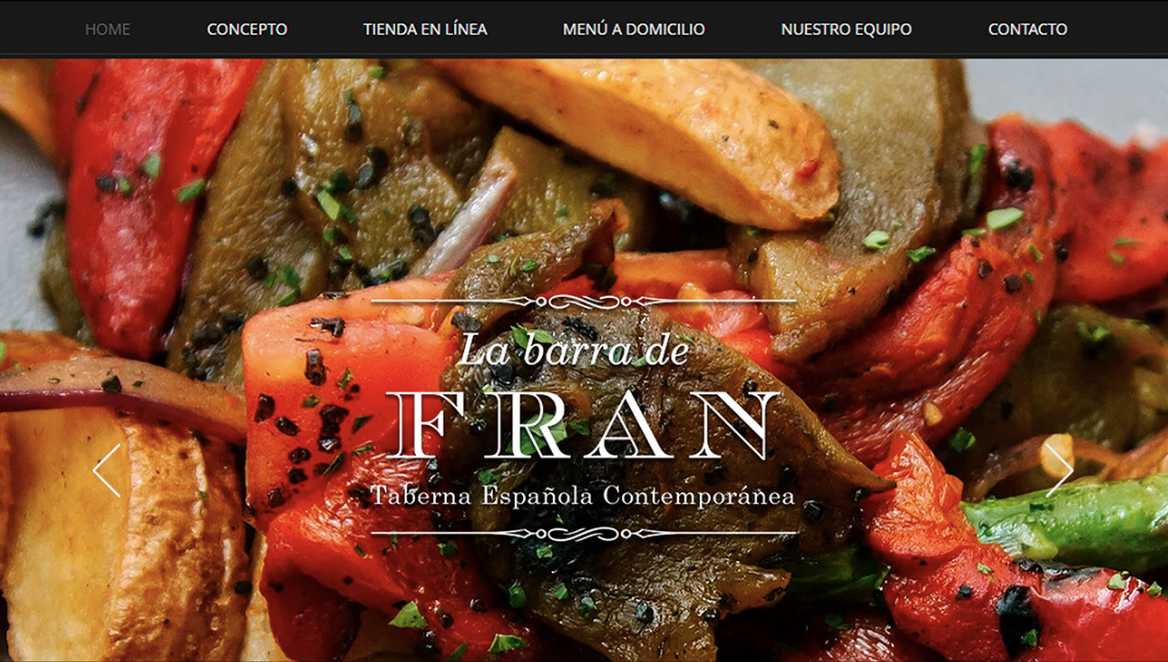 HOME CONCEPTO TIENDA EN LÍNEA MENÚ A DOMICILIO NUESTRO EQUIPO CONTACTO
La barra de
FRAN
Taberna Española Contemporánea